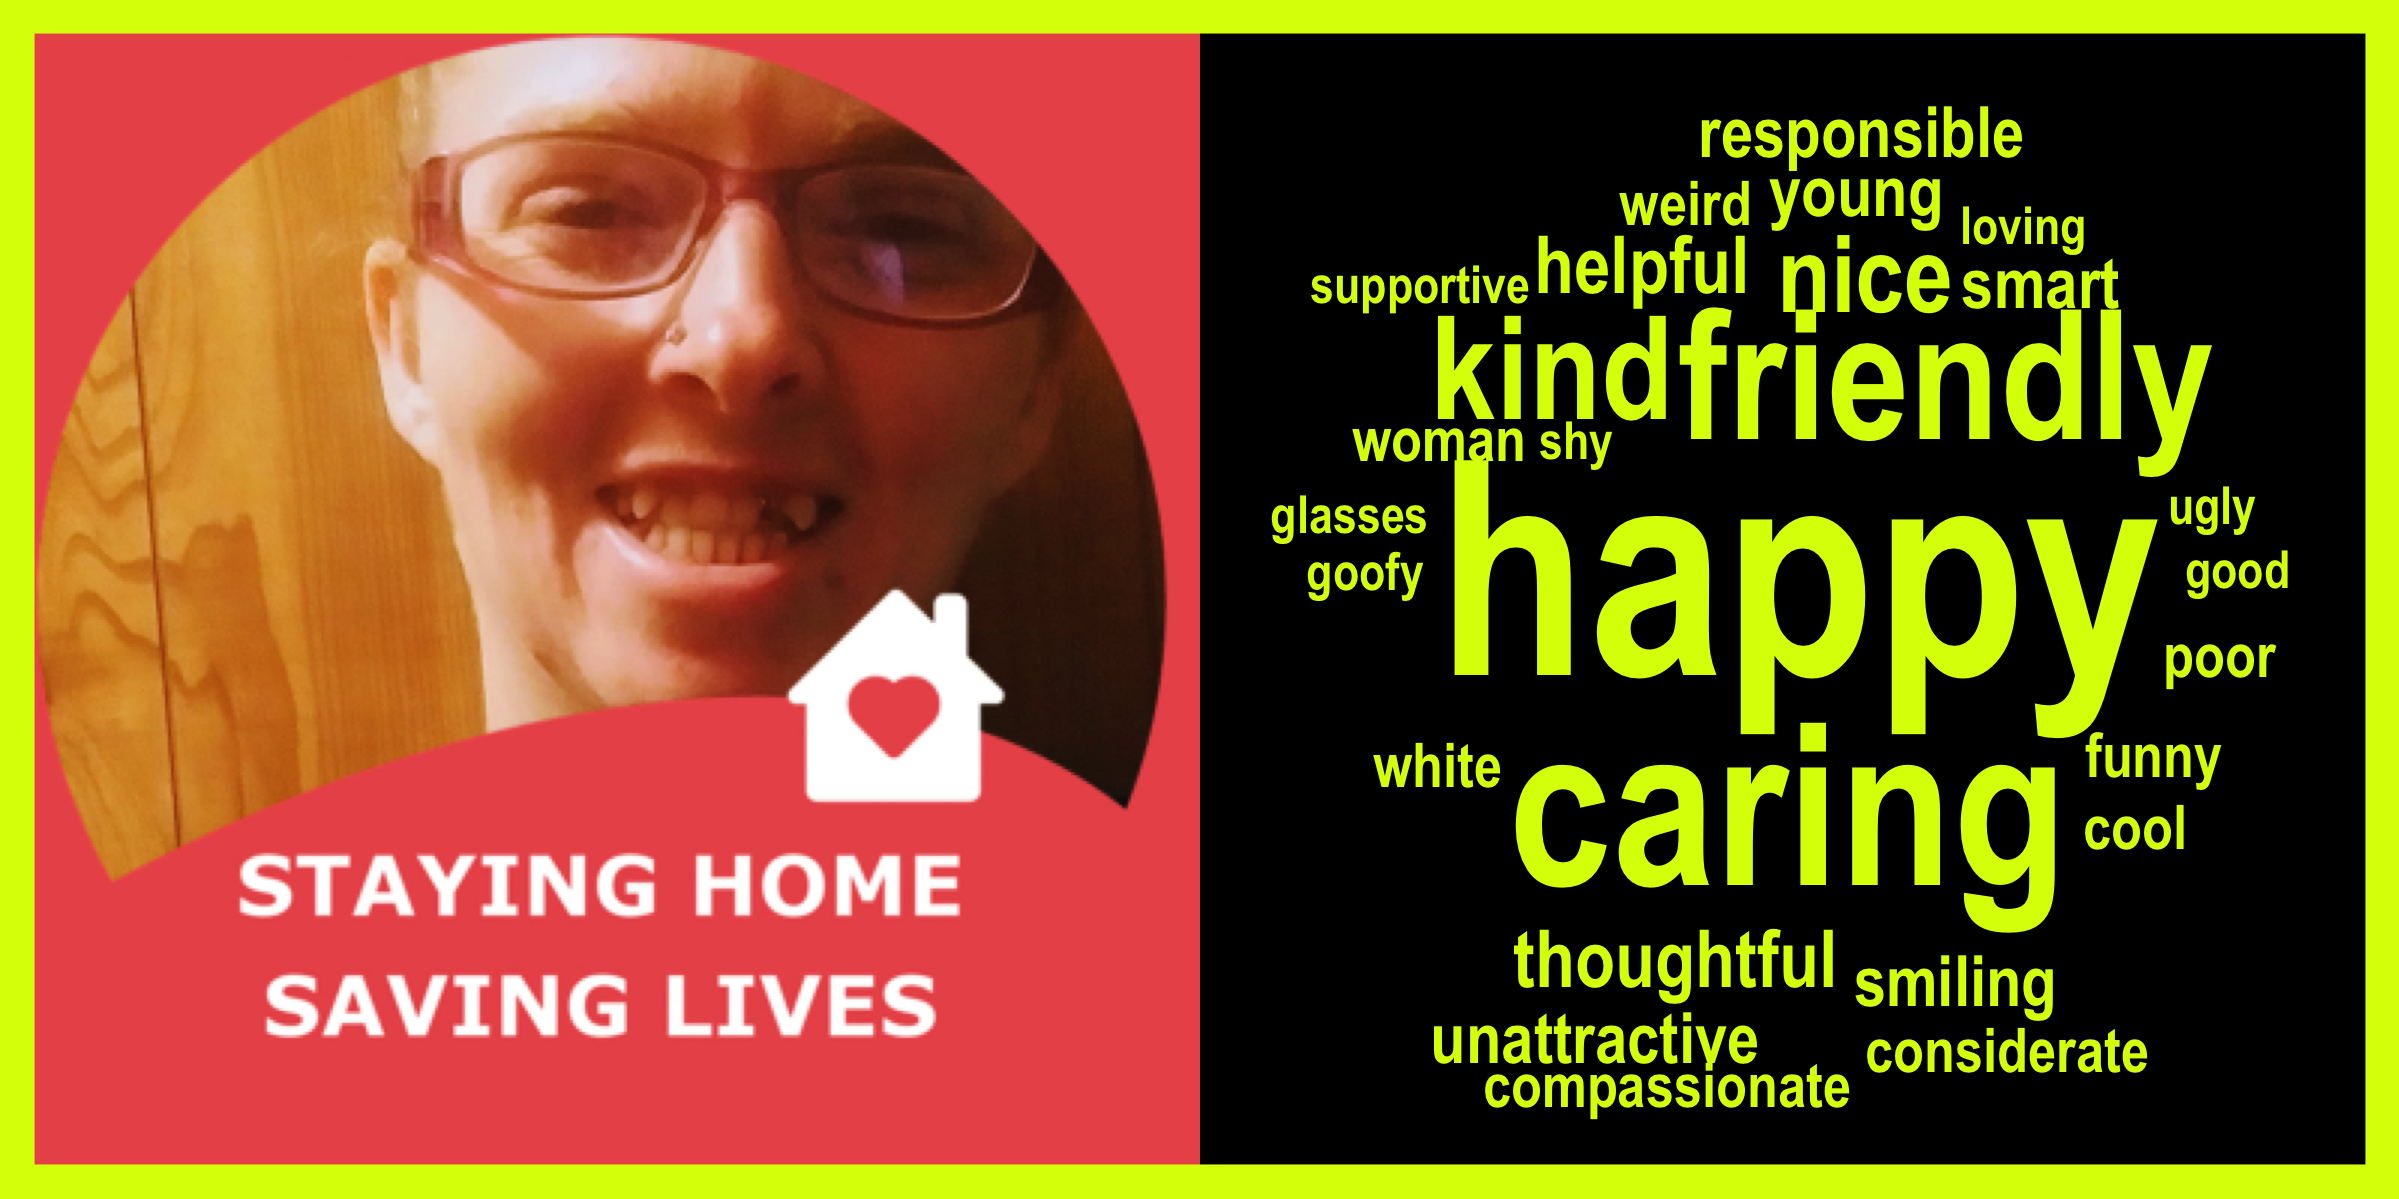 STAYING HOME
SAVING LIVES
responsible
weird young loving
supportive helpful nice smart
kind friendly
woman shy
glasses happy ugly
goofy good
poor
white caring funny
cool
thoughtful smiling
unattractive considerate
compassionate